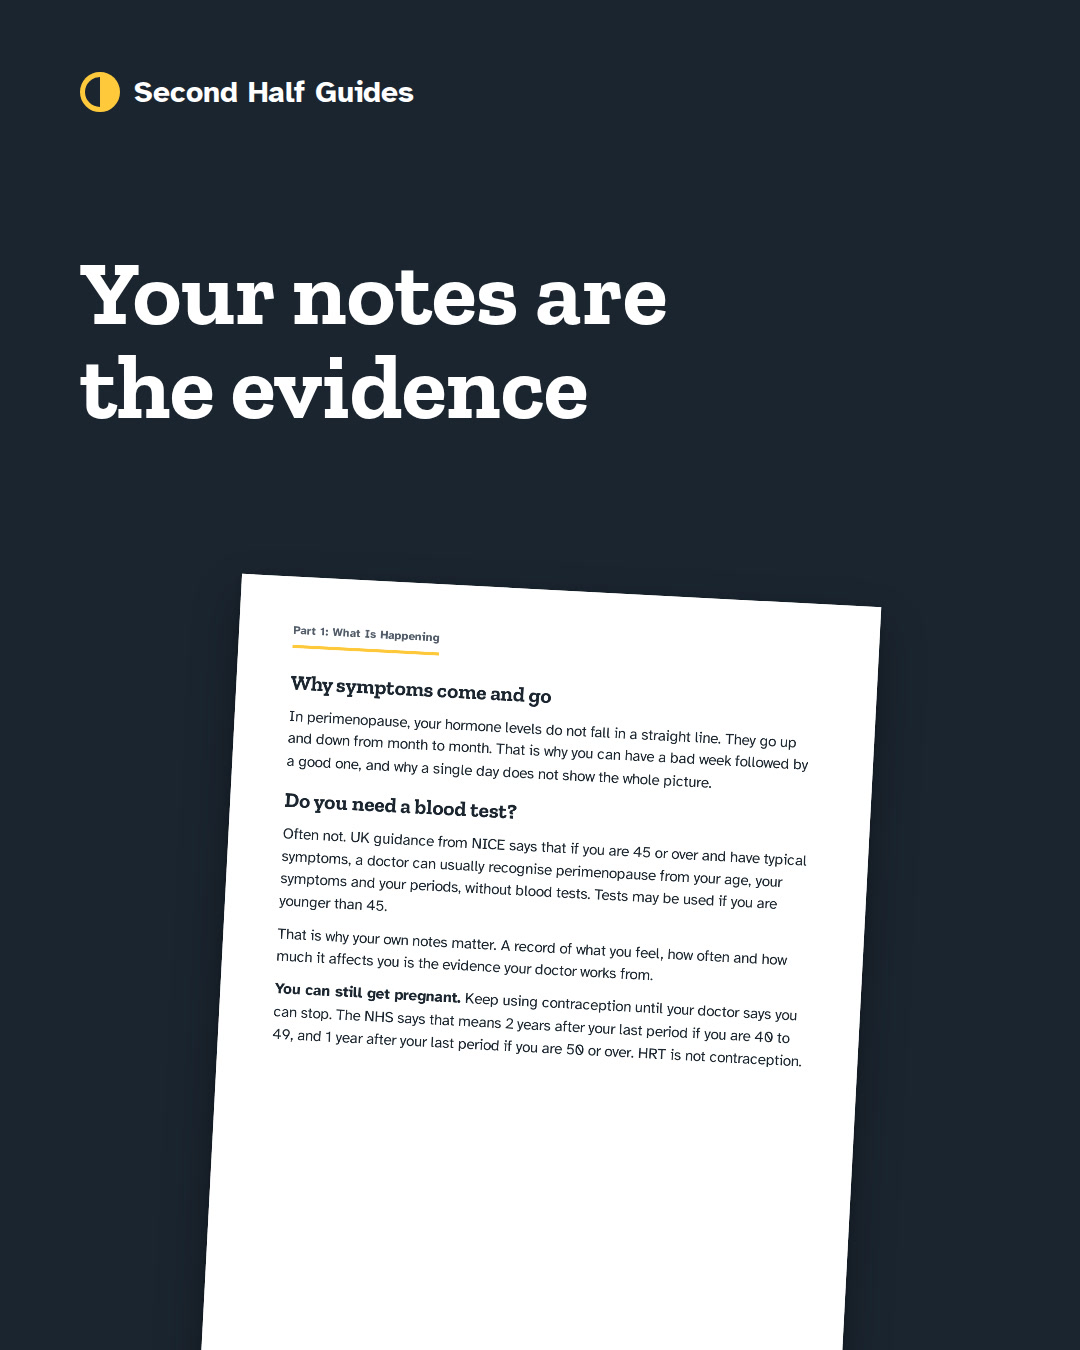 Second Half Guides
Your notes are
the evidence
Part 1: What Is Happening
Why symptoms come and go
In perimenopause, your hormone levels do not fall in a straight line. They go up
and down from month to month. That is why you can have a bad week followed by
a good one, and why a single day does not show the whole picture.
Do you need a blood test?
Often not. UK guidance from NICE says that if you are 45 or over and have typical
symptoms, a doctor can usually recognise perimenopause from your age, your
symptoms and your periods, without blood tests. Tests may be used if you are
younger than 45.
That is why your own notes matter. A record of what you feel, how often and how
much it affects you is the evidence your doctor works from.
You can still get pregnant. Keep using contraception until your doctor says you
can stop. The NHS says that means 2 years after your last period if you are 40 to
49, and 1 year after your last period if you are 50 or over. HRT is not contraception.